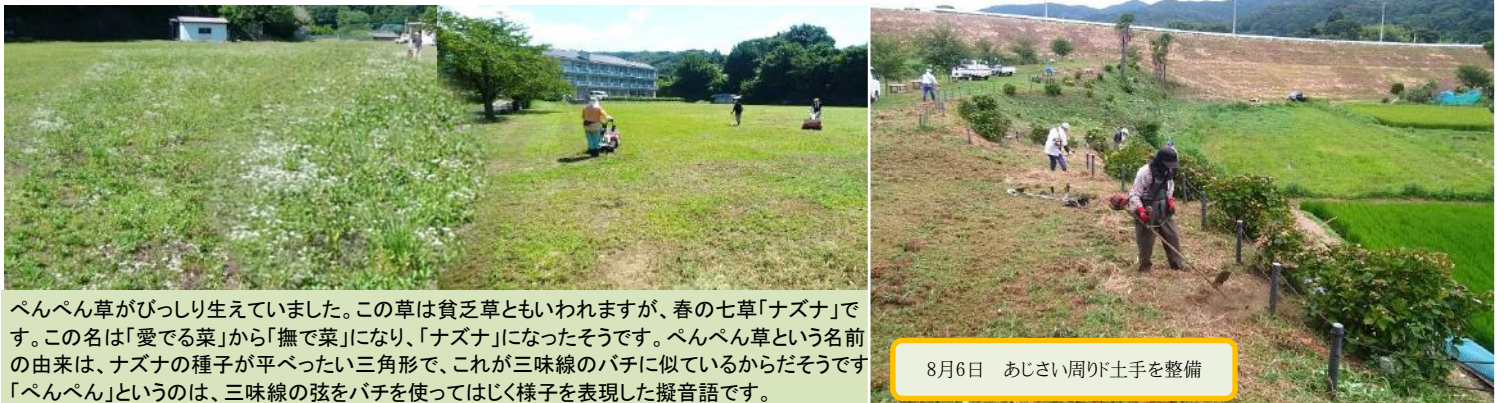 ぺんぺん草がびっしり生えていました。この草は貧乏草ともいわれますが、春の七草「ナズナ」で
す。この名は「愛でる菜」から「撫で菜」になり、「ナズナ」になったそうです。ぺんぺん草という名前
の由来は、ナズナの種子が平べったい三角形で、これが三味線のバチに似ているからだそうです
「ぺんぺん」というのは、三味線の弦をバチを使ってはじく様子を表現した擬音語です。
8月6日　あじさい周りド土手を整備